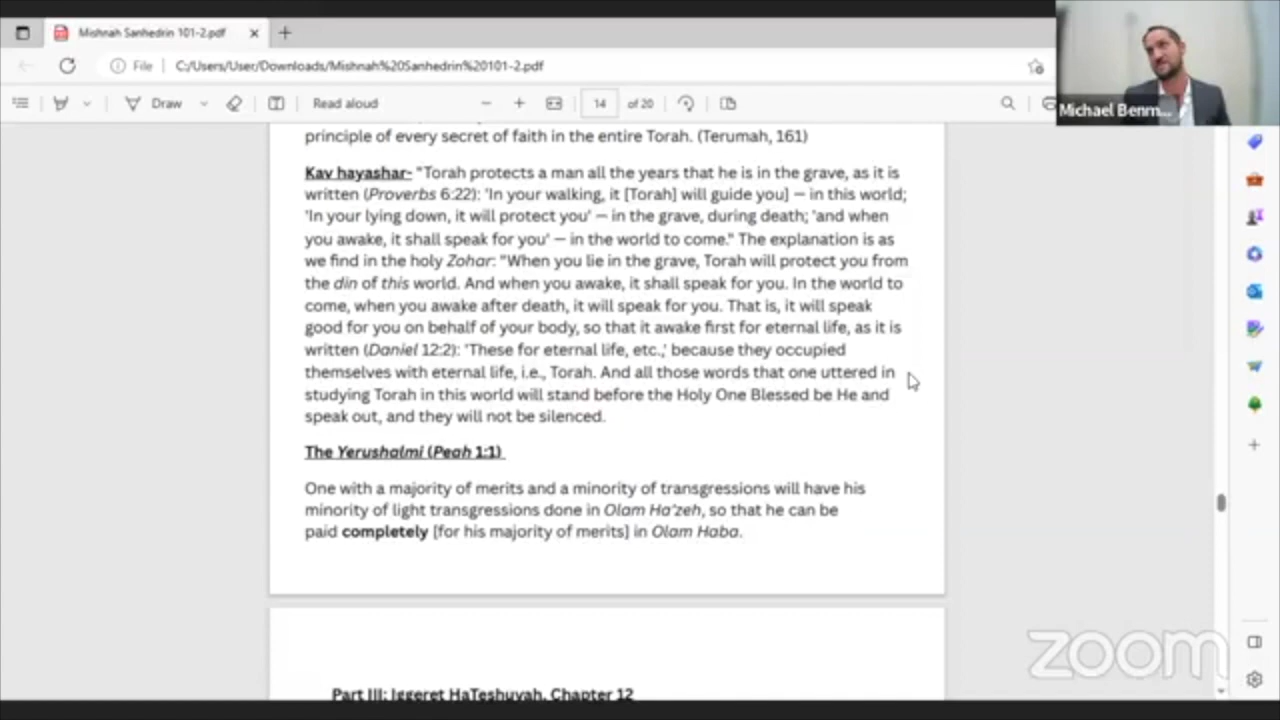 Mishnah Sanhedrin 101-2.pdf
File
C:/Users/User/Downloads/Mishnah%20Sanhedrin%20101-2.pdf
Draw
Read aloud
14
of 20
Michael Benm...
principle of every secret of faith in the entire Torah. (Terumah, 161)
Kav hayashar- "Torah protects a man all the years that he is in the grave, as it is
written (Proverbs 6:22): 'In your walking, it [Torah] will guide you] — in this world;
'In your lying down, it will protect you' — in the grave, during death; 'and when
you awake, it shall speak for you' — in the world to come." The explanation is as
we find in the holy Zohar: "When you lie in the grave, Torah will protect you from
the din of this world. And when you awake, it shall speak for you. In the world to
come, when you awake after death, it will speak for you. That is, it will speak
good for you on behalf of your body, so that it awake first for eternal life, as it is
written (Daniel 12:2): 'These for eternal life, etc.,' because they occupied
themselves with eternal life, i.e., Torah. And all those words that one uttered in
studying Torah in this world will stand before the Holy One Blessed be He and
speak out, and they will not be silenced.
The Yerushalmi (Peah 1:1)
One with a majority of merits and a minority of transgressions will have his
minority of light transgressions done in Olam Ha'zeh, so that he can be
paid completely [for his majority of merits] in Olam Haba.
Part III: Iggeret HaTeshuvah, Chapter 12
zoom